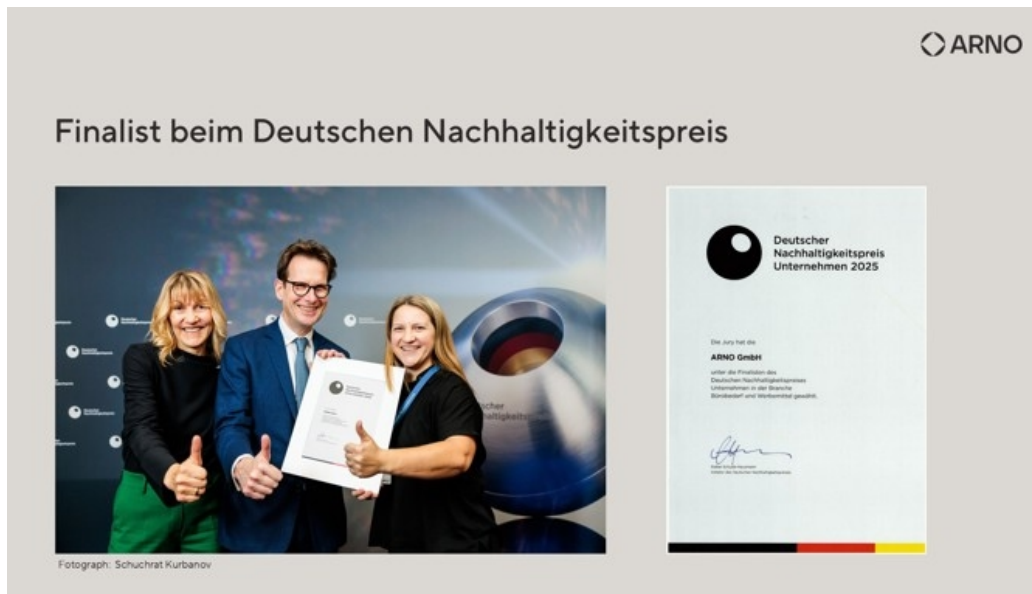 ARNO
Finalist beim Deutschen Nachhaltigkeitspreis
Deutscher
Nachhaltigkeitspreis
Unternehmen 2025
Die Jury hat die
ARNO GmbH
unter die Finalisten des
Deutschen Nachhaltigkeitspreises
Unternehmen in der Branche
Bürobedarf und Werbemittel gewählt.
Fotograph: Schuchrat Kurbanov